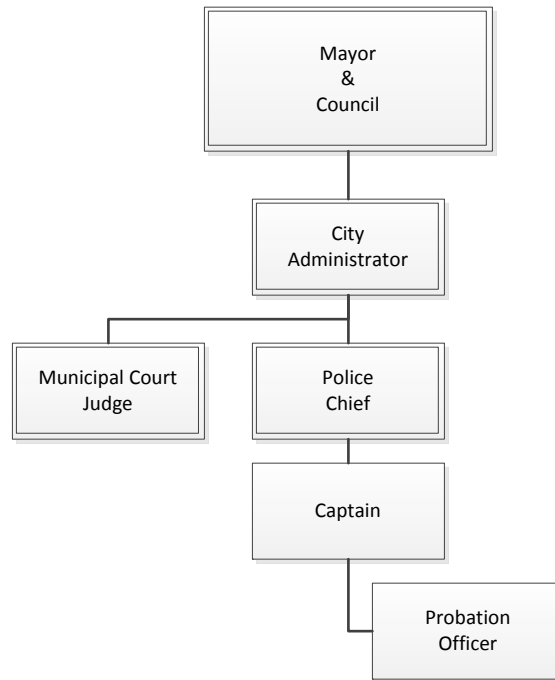 Mayor
&
Council
City
Administrator
Municipal Court
Judge
Police
Chief
Captain
Probation
Officer